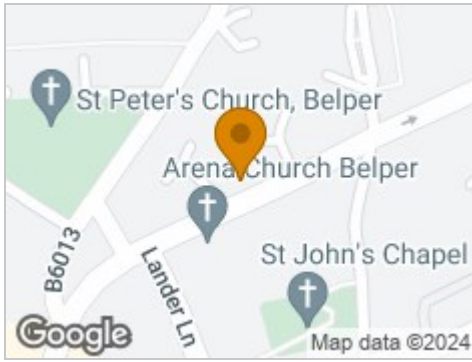 St Peter's Church, Belper
Arena Church Belper
B6013
Lander Ln
St John's Chapel
Google
Map data ©2024